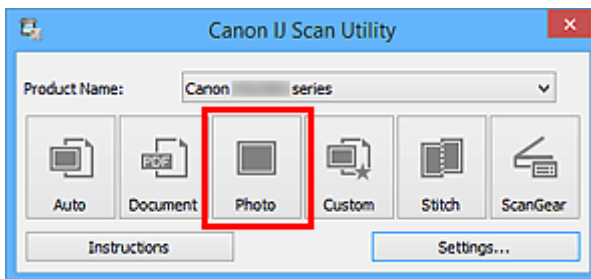 Canon IJ Scan Utility
Product Name: Canon series
PDF
Auto Document Photo Custom Stitch ScanGear
Instructions Settings...